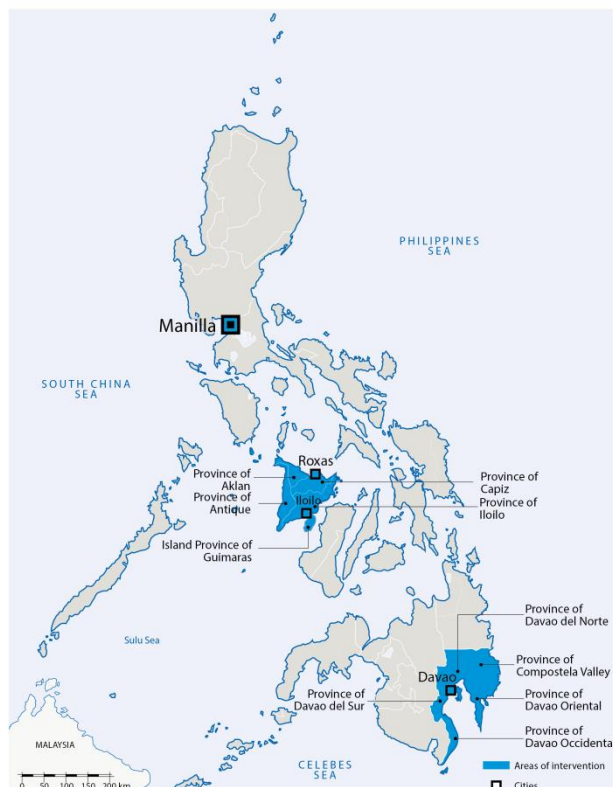 PHILIPPINES
SEA
Manilla
SOUTH CHINA
SEA
Roxas
Province of
Aklan
Province of
Capiz
Iloilo
Province of
Antique
Province of
Iloilo
Island Province of
Guimaras
Province of
Davao del Norte
Sulu Sea
Province of
Compostela Valley
Davao
Province of
Davao del Sur
Province of
Davao Oriental
Province of
Davao Occidenta
MALAYSIA
CELEBES
SEA
Areas of intervention
0 50 100 150 200 km
Cities